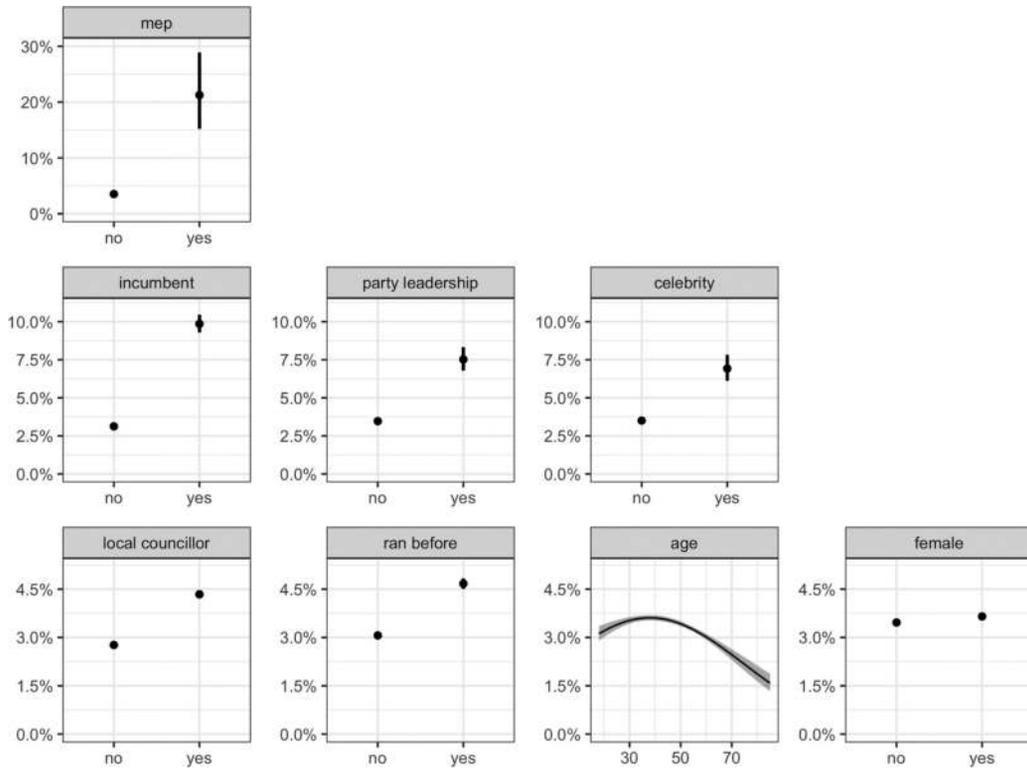 mep
30%
20%
10%
0%
no yes
incumbent party leadership celebrity
10.0% 10.0% 10.0%
7.5% 7.5% 7.5%
5.0% 5.0% 5.0%
2.5% 2.5% 2.5%
0.0% 0.0% 0.0%
no yes no yes no yes
local councillor ran before age female
4.5% 4.5% 4.5% 4.5%
3.0% 3.0% 3.0% 3.0%
1.5% 1.5% 1.5% 1.5%
0.0% 0.0% 0.0% 0.0%
no yes no yes 30 50 70 no yes